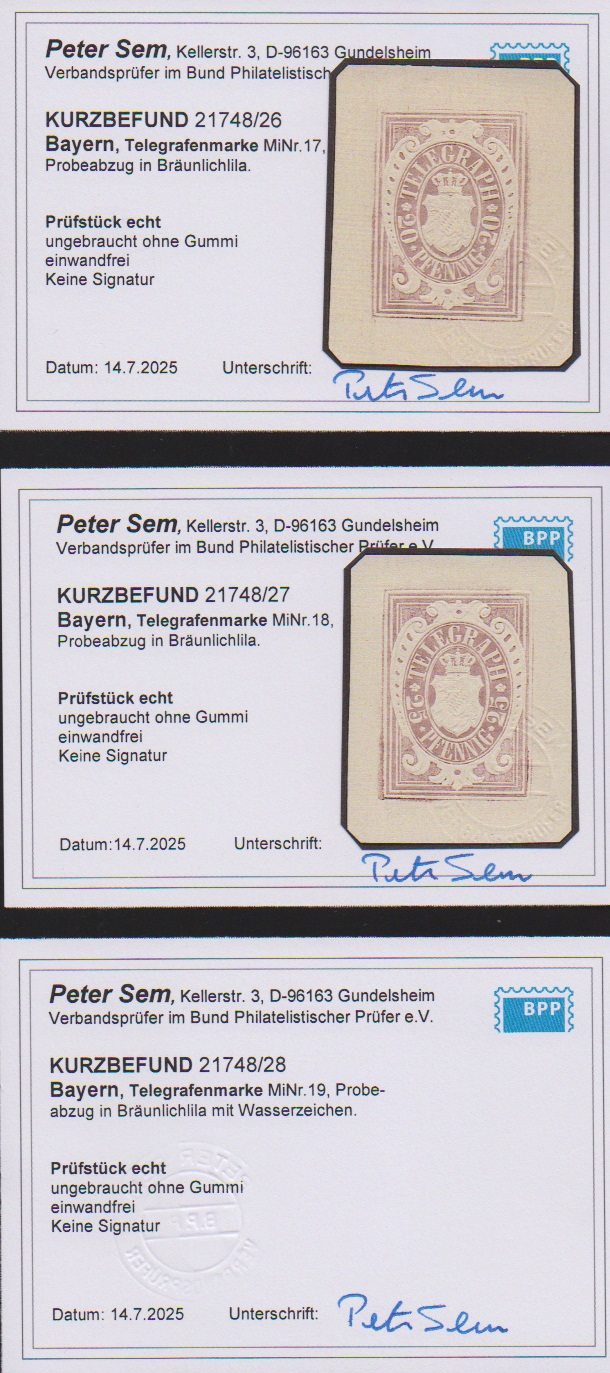 Peter Sem, Kellerstr. 3, D-96163 Gundelsheim
Verbandsprüfer im Bund Philatelistisch
KURZBEFUND 21748/26
Bayern, Telegrafenmarke MiNr.17,
Probeabzug in Bräunlichlila.
TELEGRAPH
20 PFENNIG 20
Prüfstück echt
ungebraucht ohne Gummi
einwandfrei
Keine Signatur
Datum: 14.7.2025 Unterschrift:
Peter Sem
Peter Sem, Kellerstr. 3, D-96163 Gundelsheim
Verbandsprüfer im Bund Philatelistischer Prüfer e.V.
BPP
KURZBEFUND 21748/27
Bayern, Telegrafenmarke MiNr.18,
Probeabzug in Bräunlichlila.
TELEGRAPH
25 PFENNIG 25
Prüfstück echt
ungebraucht ohne Gummi
einwandfrei
Keine Signatur
Datum:14.7.2025 Unterschrift:
Peter Sem
Peter Sem, Kellerstr. 3, D-96163 Gundelsheim
Verbandsprüfer im Bund Philatelistischer Prüfer e.V.
BPP
KURZBEFUND 21748/28
Bayern, Telegrafenmarke MiNr.19, Probe-
abzug in Bräunlichlila mit Wasserzeichen.
Prüfstück echt
ungebraucht ohne Gummi
einwandfrei
Keine Signatur
Datum: 14.7.2025 Unterschrift:
Peter Sem